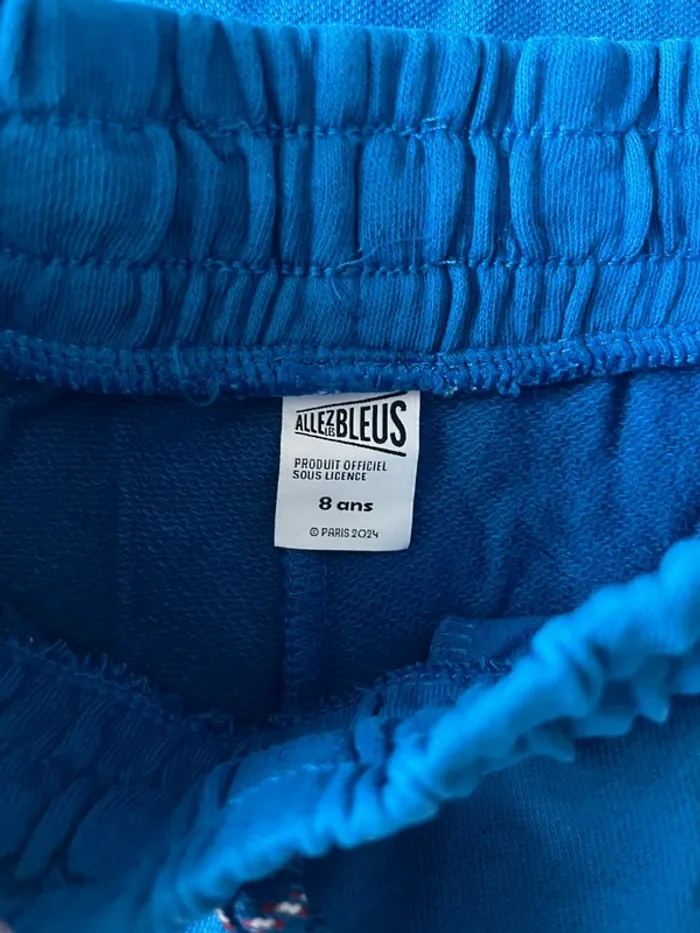 ALLEZ LES BLEUS
PRODUIT OFFICIEL
SOUS LICENCE
8 ans
© PARIS 2024